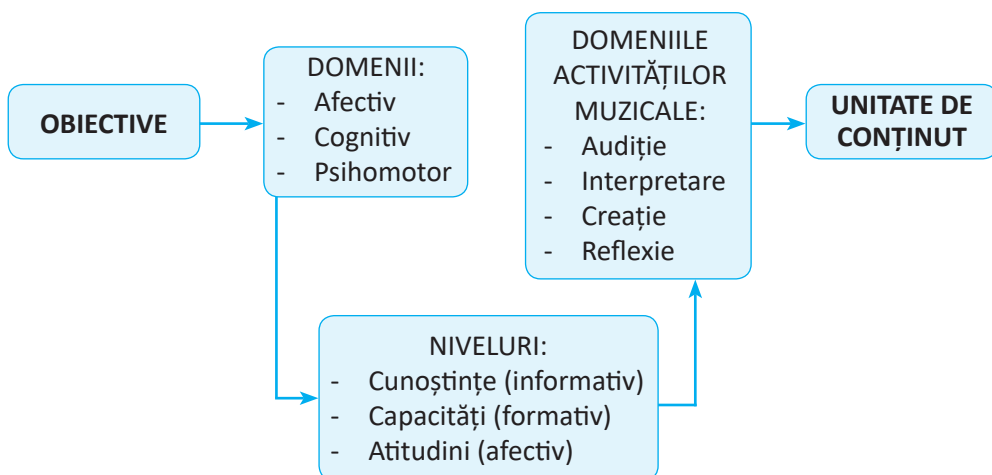 OBIECTIVE
DOMENII:
- Afectiv
- Cognitiv
- Psihomotor
NIVELURI:
- Cunoștințe (informativ)
- Capacități (formativ)
- Atitudini (afectiv)
DOMENIILE
ACTIVITĂȚILOR
MUZICALE:
- Audiție
- Interpretare
- Creație
- Reflexie
UNITATE DE
CONȚINUT